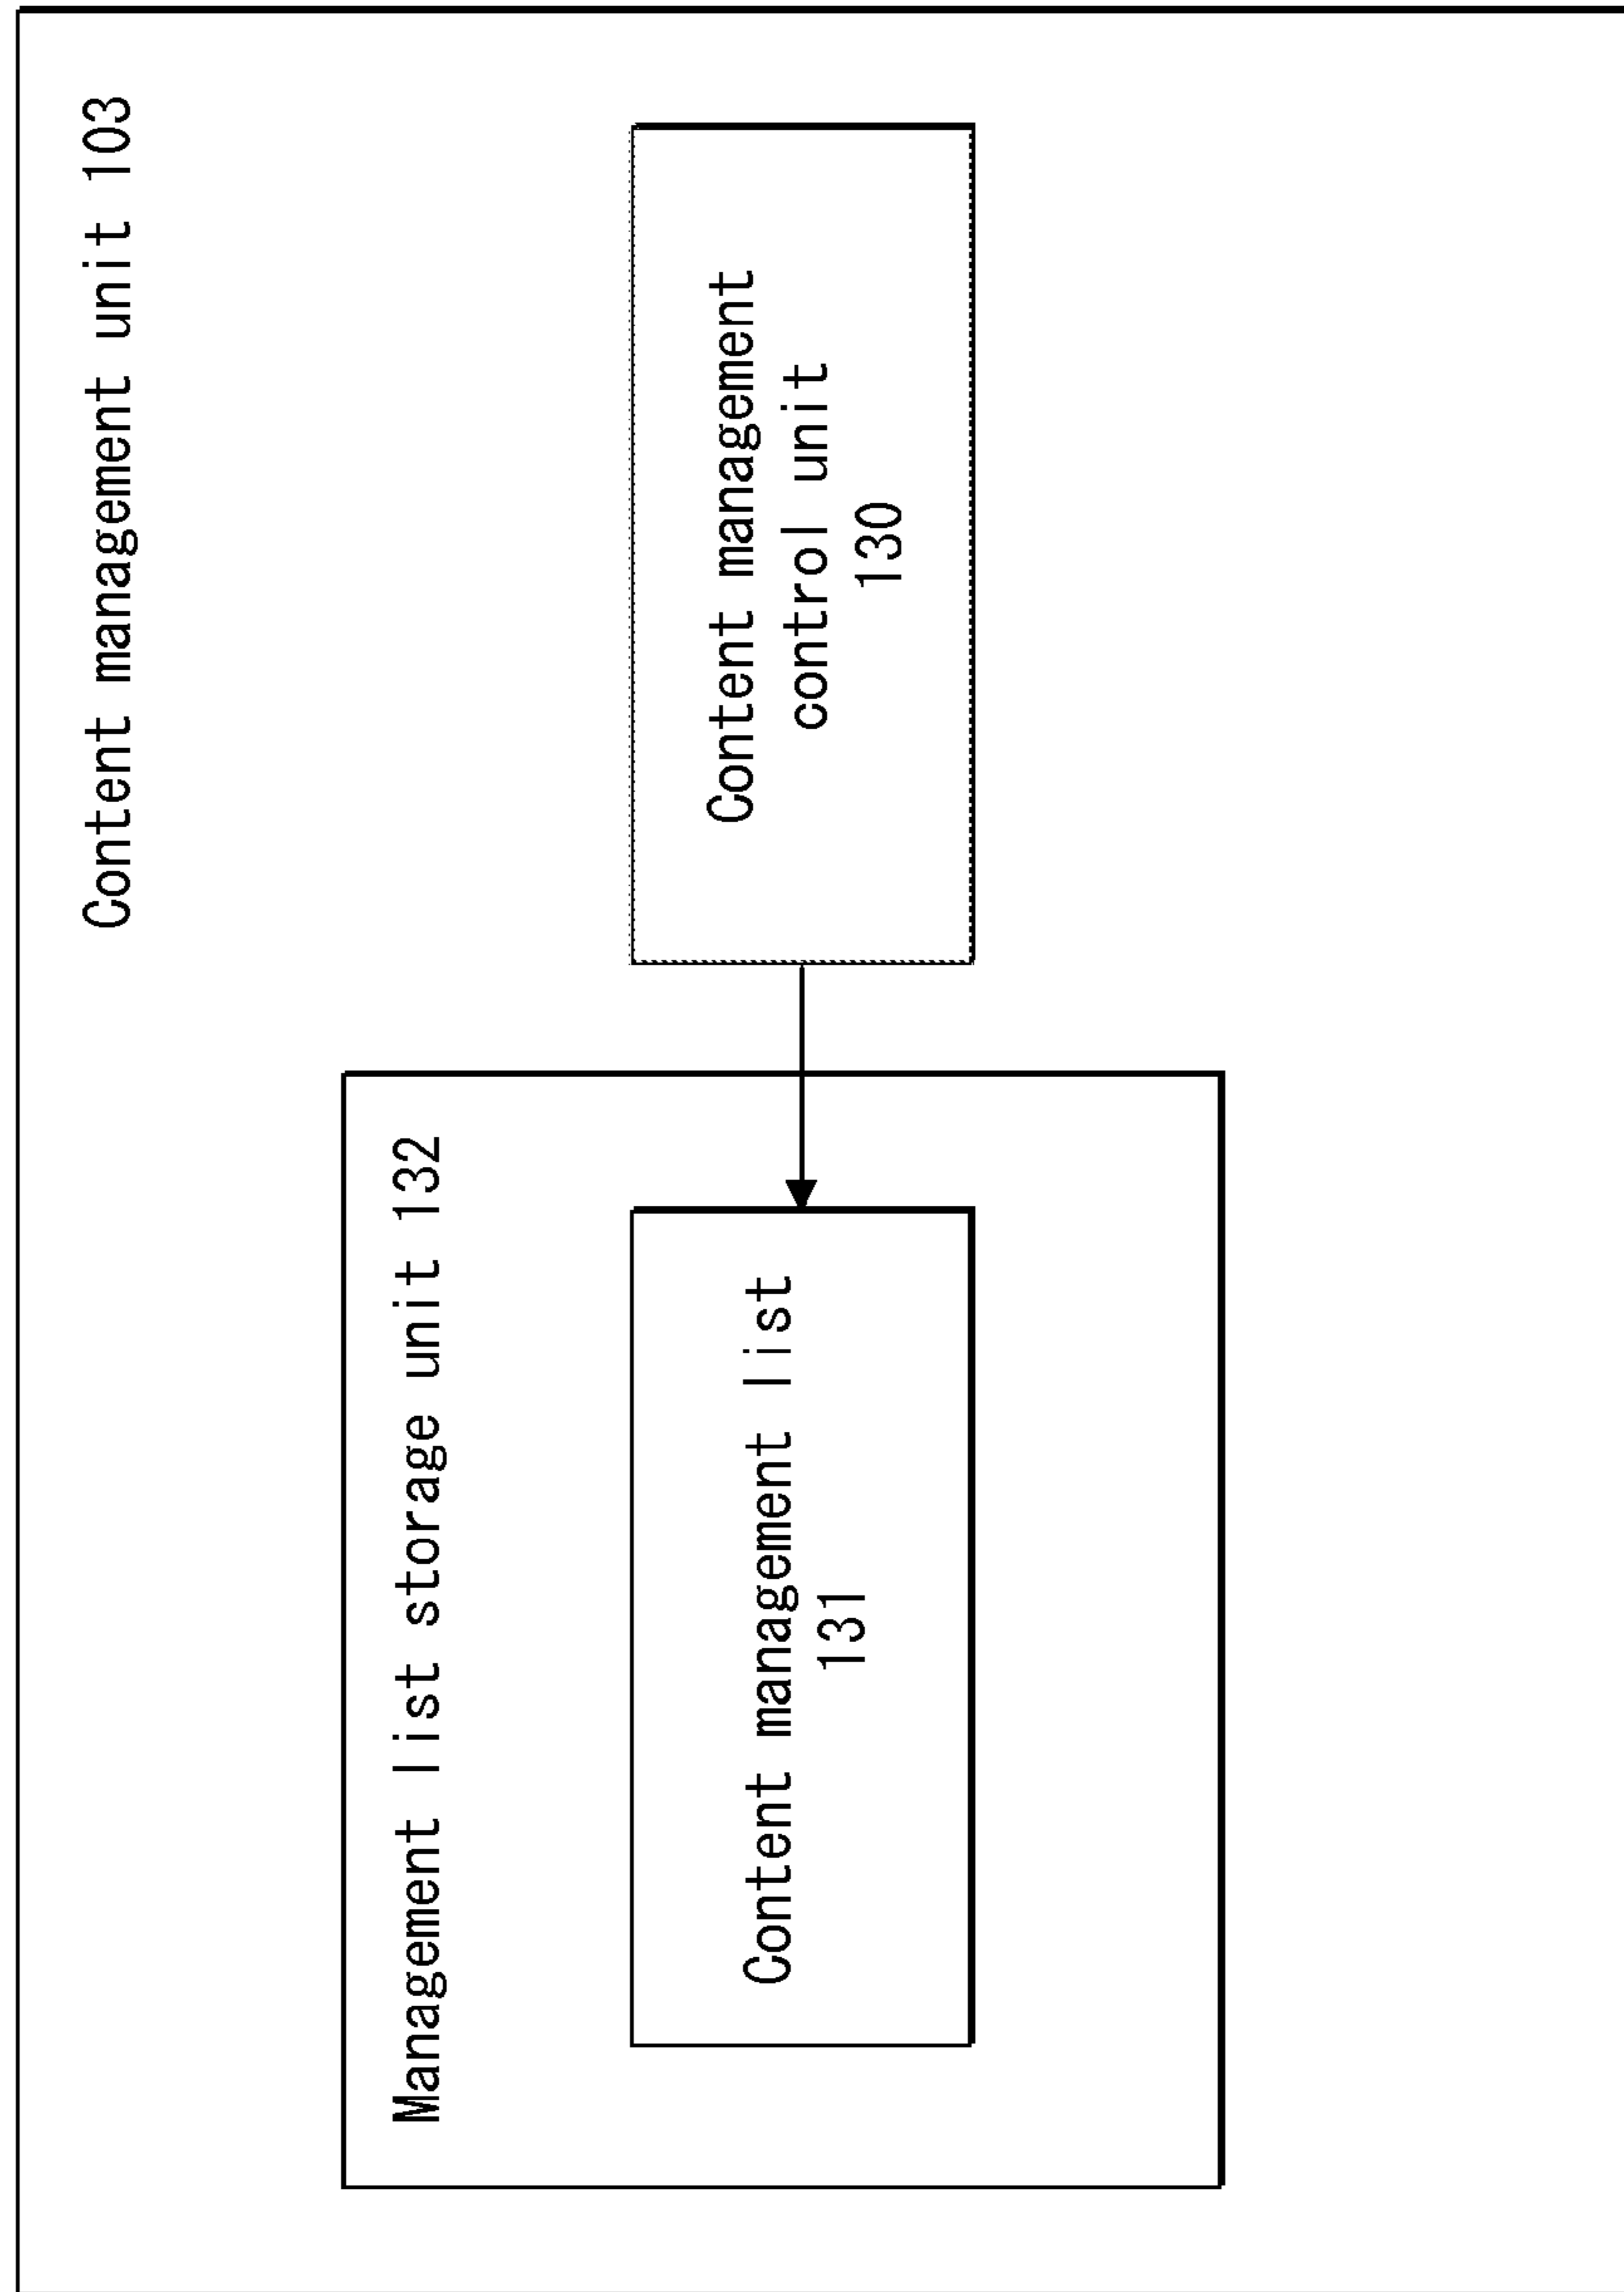 Content management unit 103
Management list storage unit 132
Content management list
131
Content management
control unit
130